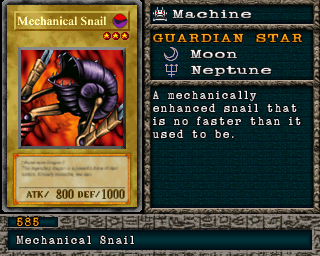 Mechanical Snail
ATK/ 800 DEF/1000
Machine
GUARDIAN STAR
Moon
Neptune
A mechanically
enhanced snail that
is no faster than it
used to be.
585
Mechanical Snail